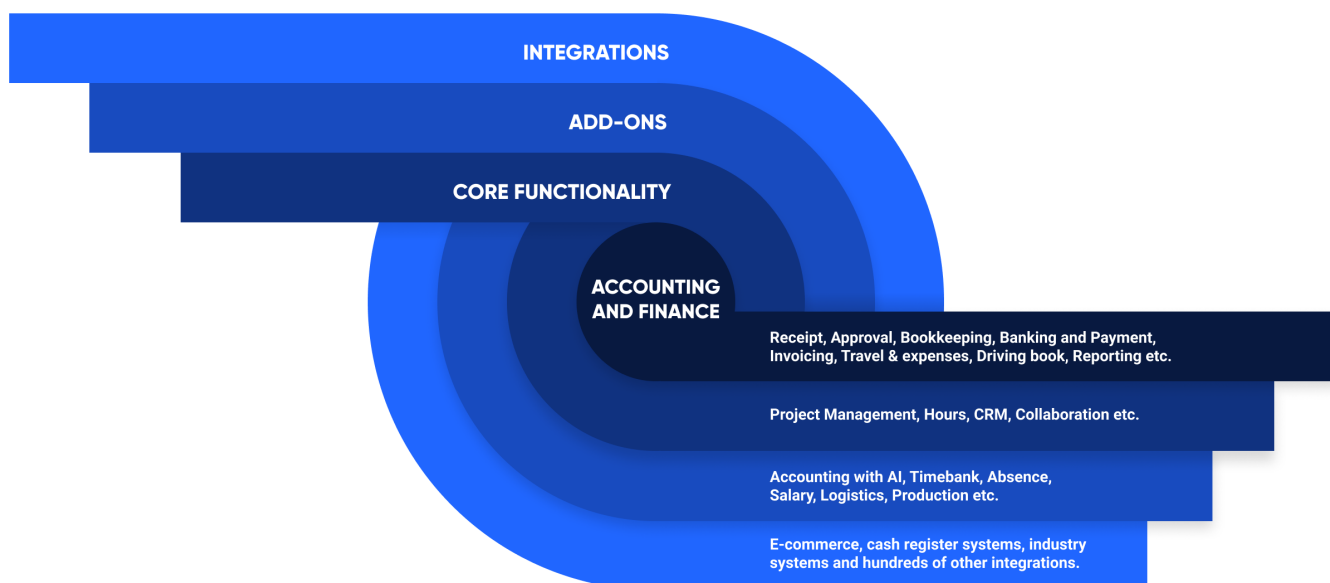 INTEGRATIONS
ADD-ONS
CORE FUNCTIONALITY
ACCOUNTING
AND FINANCE
Receipt, Approval, Bookkeeping, Banking and Payment,
Invoicing, Travel & expenses, Driving book, Reporting etc.
Project Management, Hours, CRM, Collaboration etc.
Accounting with AI, Timebank, Absence,
Salary, Logistics, Production etc.
E-commerce, cash register systems, industry
systems and hundreds of other integrations.